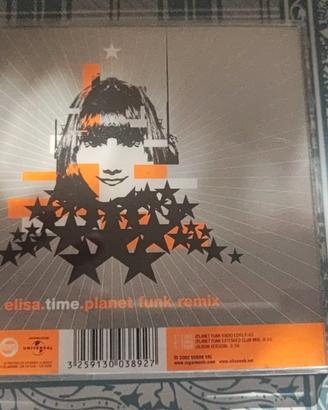 elisa.time.planet funk remix
UNIVERSAL
(PLANET FUNK RADIO EDIT)
(PLANET FUNK EXTENDED CLUB MIX)
(ALBUM VERSION)
3 259130 038927
℗ © 2002 SUGAR SRL
www.sugarmusic.com www.elisaweb.net